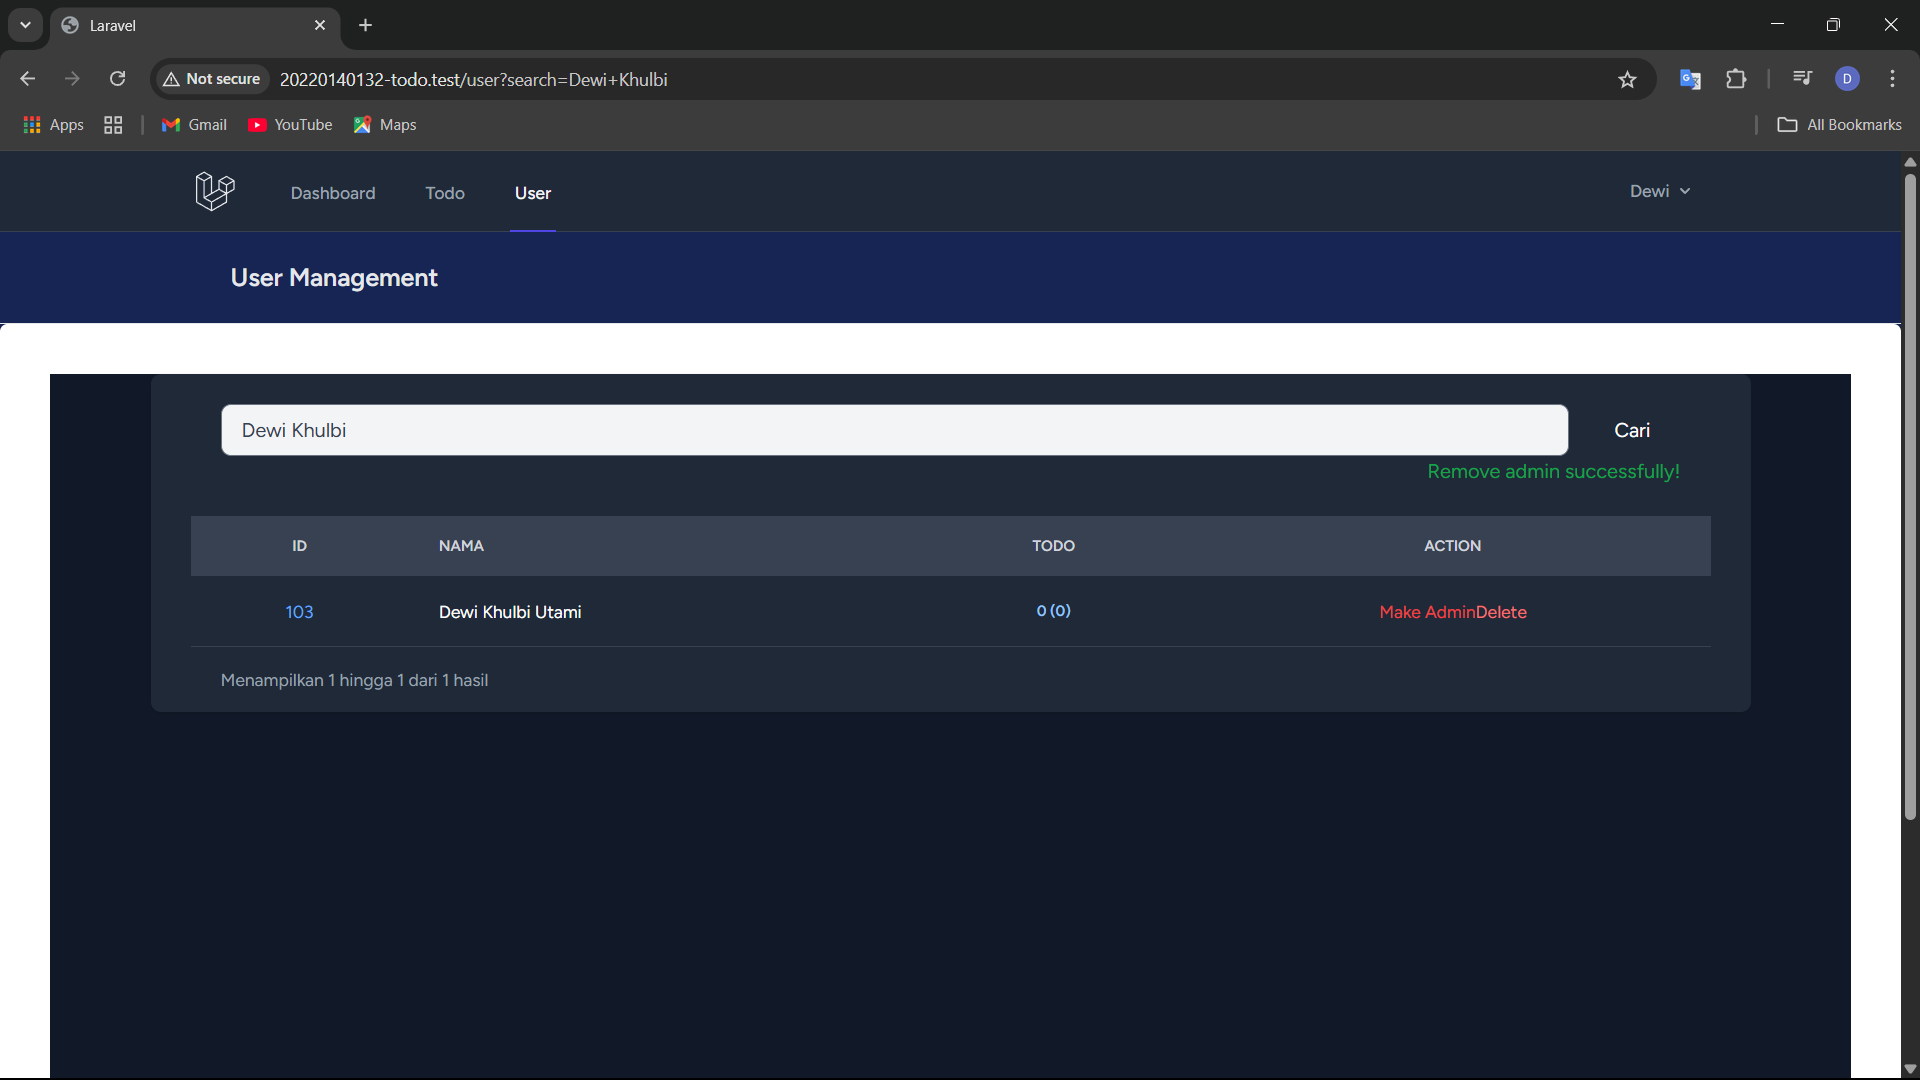 Laravel
Not secure 20220140132-todo.test/user?search=Dewi+Khulbi D
Apps Gmail YouTube Maps All Bookmarks
Dashboard Todo User Dewi
User Management
Dewi Khulbi Cari
Remove admin successfully!
ID NAMA TODO ACTION
103 Dewi Khulbi Utami 0 (0) Make AdminDelete
Menampilkan 1 hingga 1 dari 1 hasil